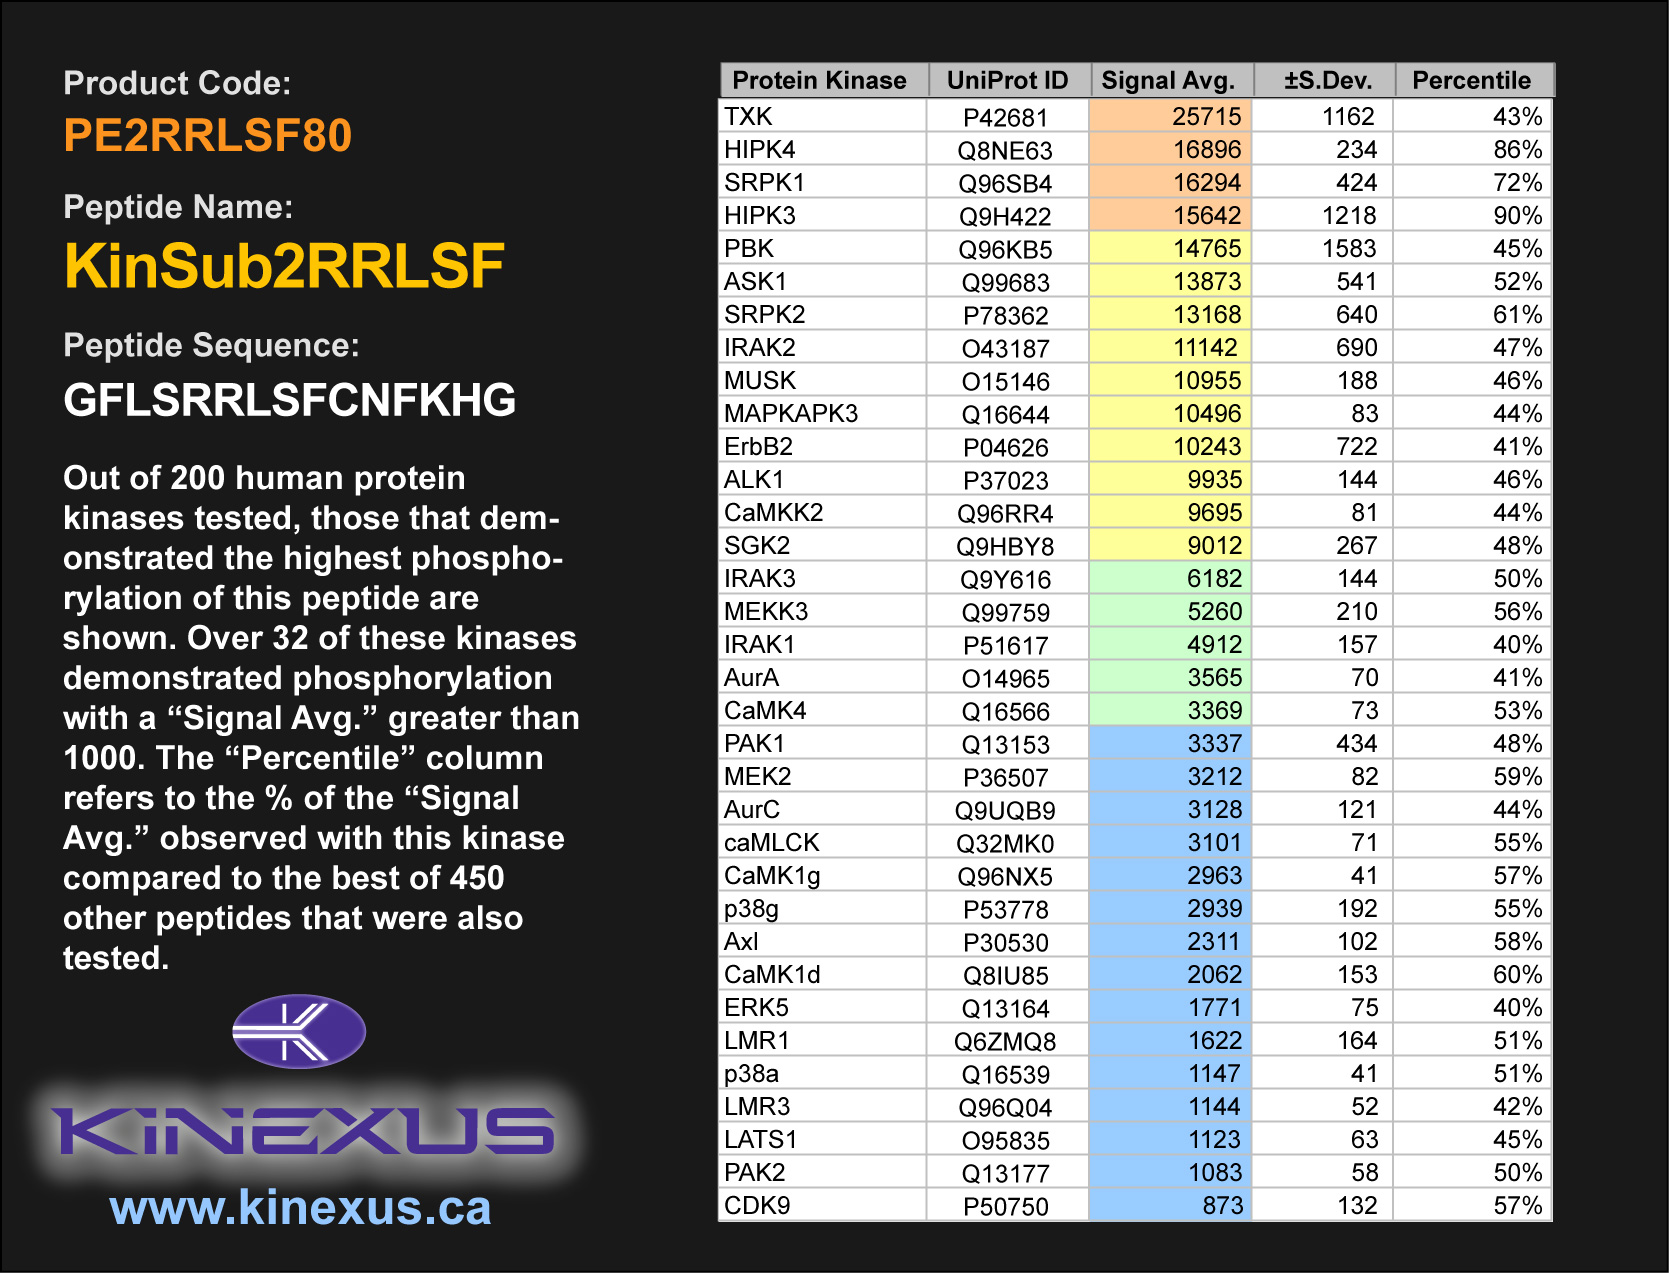 Product Code:
PE2RRLSF80
Peptide Name:
KinSub2RRLSF
Peptide Sequence:
GFLSRRLSFCNFKHG
Out of 200 human protein
kinases tested, those that dem-
onstrated the highest phospho-
rylation of this peptide are
shown. Over 32 of these kinases
demonstrated phosphorylation
with a “Signal Avg.” greater than
1000. The “Percentile” column
refers to the % of the “Signal
Avg.” observed with this kinase
compared to the best of 450
other peptides that were also
tested.
KiNEXUS
www.kinexus.ca
Protein Kinase UniProt ID Signal Avg. ±S.Dev. Percentile
TXK P42681 25715 1162 43%
HIPK4 Q8NE63 16896 234 86%
SRPK1 Q96SB4 16294 424 72%
HIPK3 Q9H422 15642 1218 90%
PBK Q96KB5 14765 1583 45%
ASK1 Q99683 13873 541 52%
SRPK2 P78362 13168 640 61%
IRAK2 O43187 11142 690 47%
MUSK O15146 10955 188 46%
MAPKAPK3 Q16644 10496 83 44%
ErbB2 P04626 10243 722 41%
ALK1 P37023 9935 144 46%
CaMKK2 Q96RR4 9695 81 44%
SGK2 Q9HBY8 9012 267 48%
IRAK3 Q9Y616 6182 144 50%
MEKK3 Q99759 5260 210 56%
IRAK1 P51617 4912 157 40%
AurA O14965 3565 70 41%
CaMK4 Q16566 3369 73 53%
PAK1 Q13153 3337 434 48%
MEK2 P36507 3212 82 59%
AurC Q9UQB9 3128 121 44%
caMLCK Q32MK0 3101 71 55%
CaMK1g Q96NX5 2963 41 57%
p38g P53778 2939 192 55%
Axl P30530 2311 102 58%
CaMK1d Q8IU85 2062 153 60%
ERK5 Q13164 1771 75 40%
LMR1 Q6ZMQ8 1622 164 51%
p38a Q16539 1147 41 51%
LMR3 Q96Q04 1144 52 42%
LATS1 O95835 1123 63 45%
PAK2 Q13177 1083 58 50%
CDK9 P50750 873 132 57%